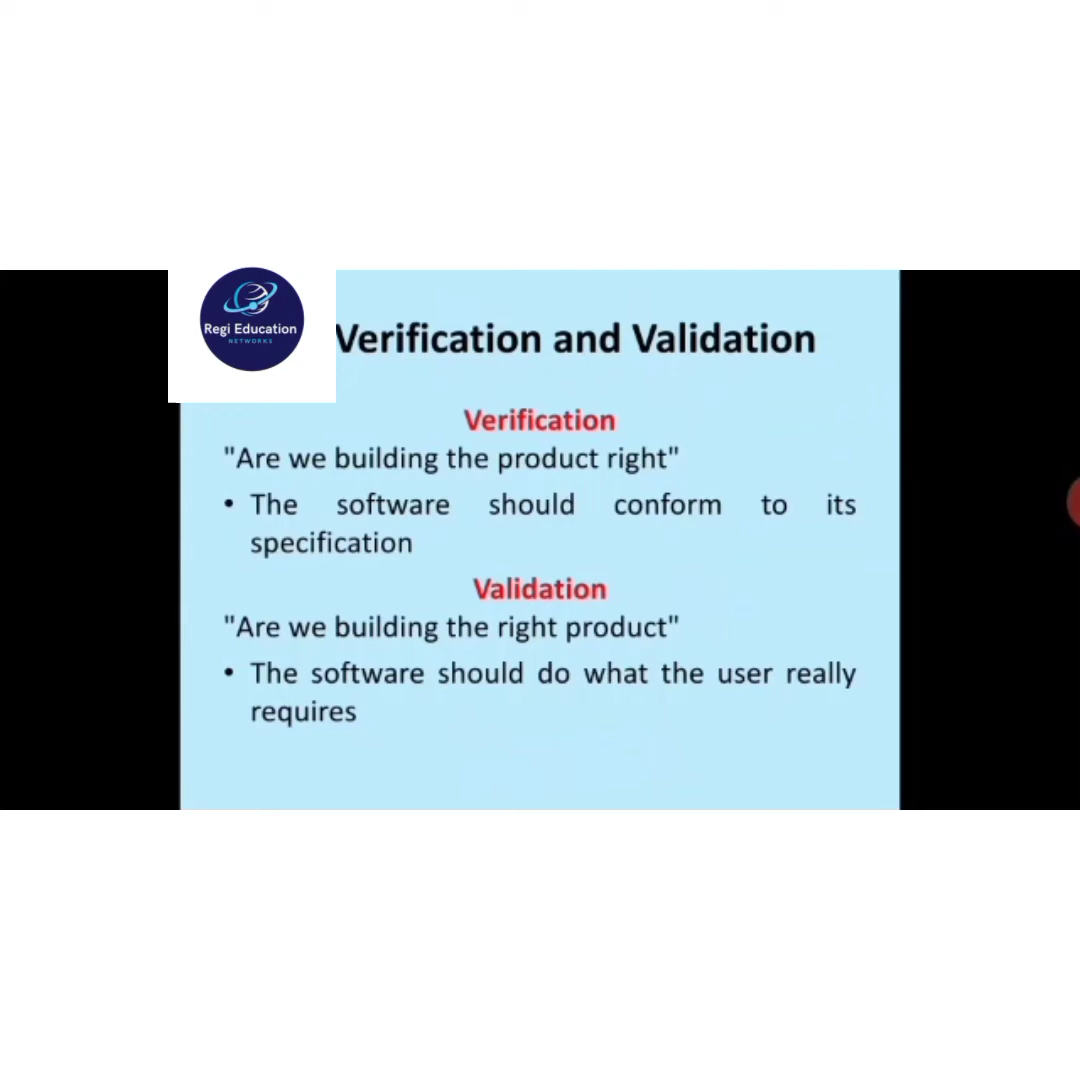 Regi Education
NETWORKS
Verification and Validation
Verification
"Are we building the product right"
• The software should conform to its
specification
Validation
"Are we building the right product"
• The software should do what the user really
requires